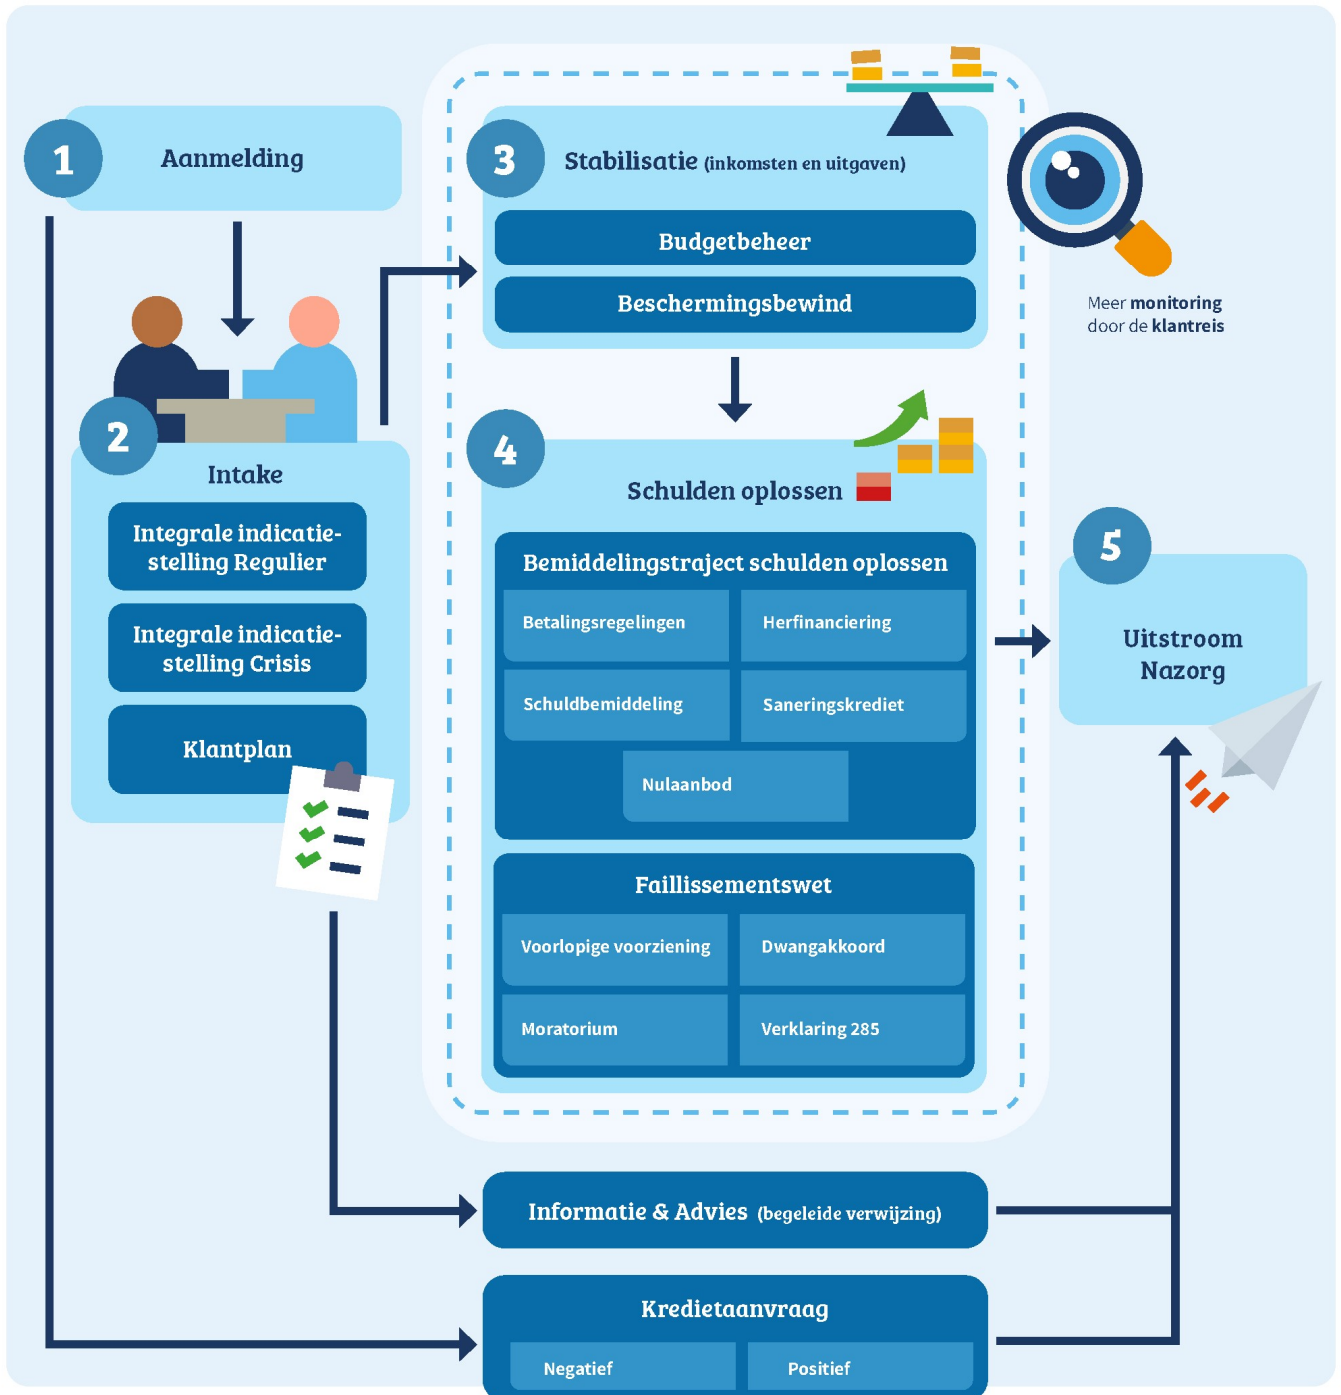 1
Aanmelding
2
Intake
Integrale indicatie-
stelling Regulier
Integrale indicatie-
stelling Crisis
Klantplan
3
Stabilisatie (inkomsten en uitgaven)
Budgetbeheer
Beschermingsbewind
Meer monitoring
door de klantreis
4
Schulden oplossen
Bemiddelingstraject schulden oplossen
Betalingsregelingen
Herfinanciering
Schuldbemiddeling
Saneringskrediet
Nulaanbod
Faillissementswet
Voorlopige voorziening
Dwangakkoord
Moratorium
Verklaring 285
5
Uitstroom
Nazorg
Informatie & Advies (begeleide verwijzing)
Kredietaanvraag
Negatief
Positief